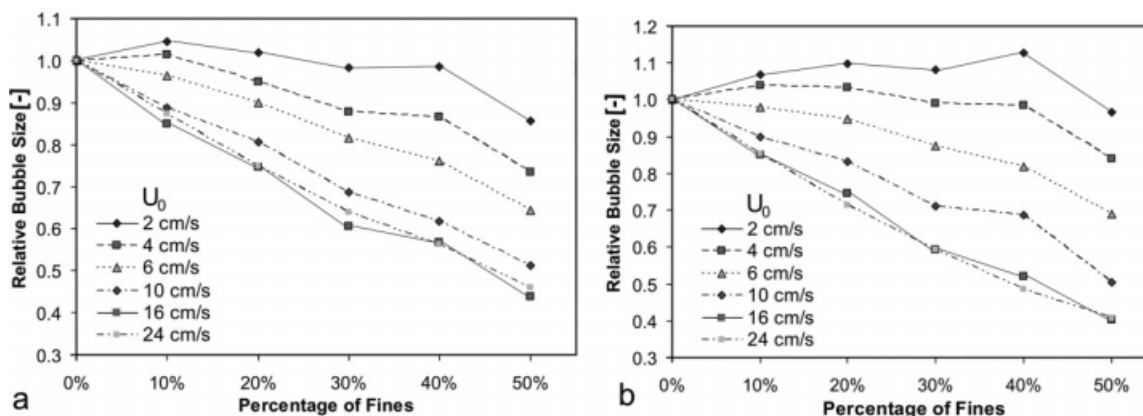 1.1
1.0
0.9
0.8
0.7
0.6
0.5
0.4
0.3
Relative Bubble Size [-]
U0
2 cm/s
4 cm/s
6 cm/s
10 cm/s
16 cm/s
24 cm/s
0% 10% 20% 30% 40% 50%
Percentage of Fines
a
1.2
1.1
1.0
0.9
0.8
0.7
0.6
0.5
0.4
0.3
Relative Bubble Size [-]
U0
2 cm/s
4 cm/s
6 cm/s
10 cm/s
16 cm/s
24 cm/s
0% 10% 20% 30% 40% 50%
Percentage of Fines
b